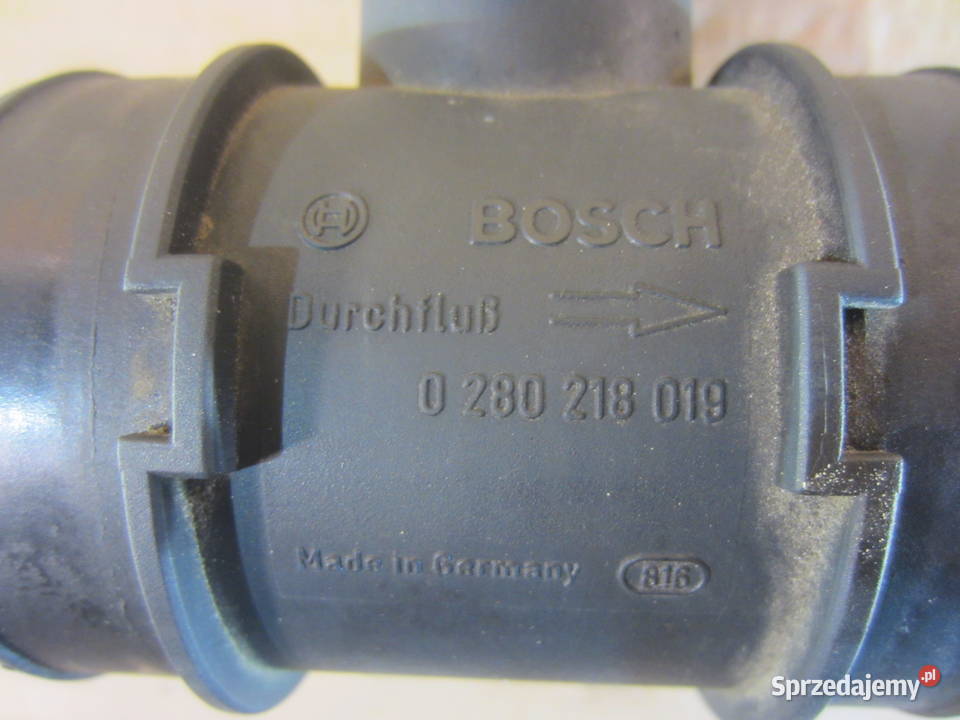 BOSCH
Durchfluß
0 280 218 019
Made in Germany 816
Sprzedajemy.pl